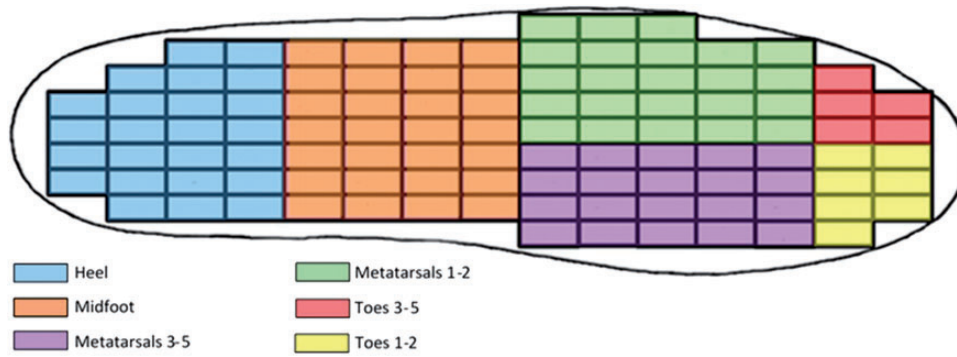 Heel
Midfoot
Metatarsals 3-5
Metatarsals 1-2
Toes 3-5
Toes 1-2